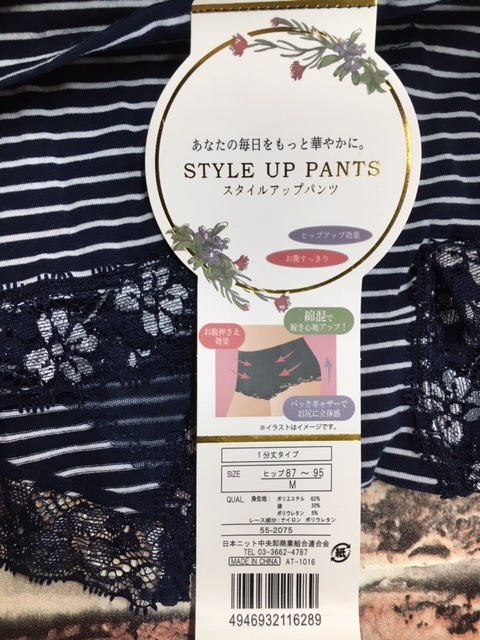 あなたの毎日をもっと華やかに。
STYLE UP PANTS
スタイルアップパンツ
ヒップアップ効果
お腹すっきり
綿混で
履き心地アップ！
お腹押さえ
効果
バックギャザーで
お尻に立体感
※イラストはイメージです。
1分丈タイプ
SIZE ヒップ87 〜 95
M
QUAL. 身生地： ポリエステル 62%
綿 33%
ポリウレタン 5%
レース部分：ナイロン ポリウレタン
55-2075
日本ニット中央卸商業組合連合会
TEL 03-3662-4787
MADE IN CHINA AT-1016
紙
4946932116289